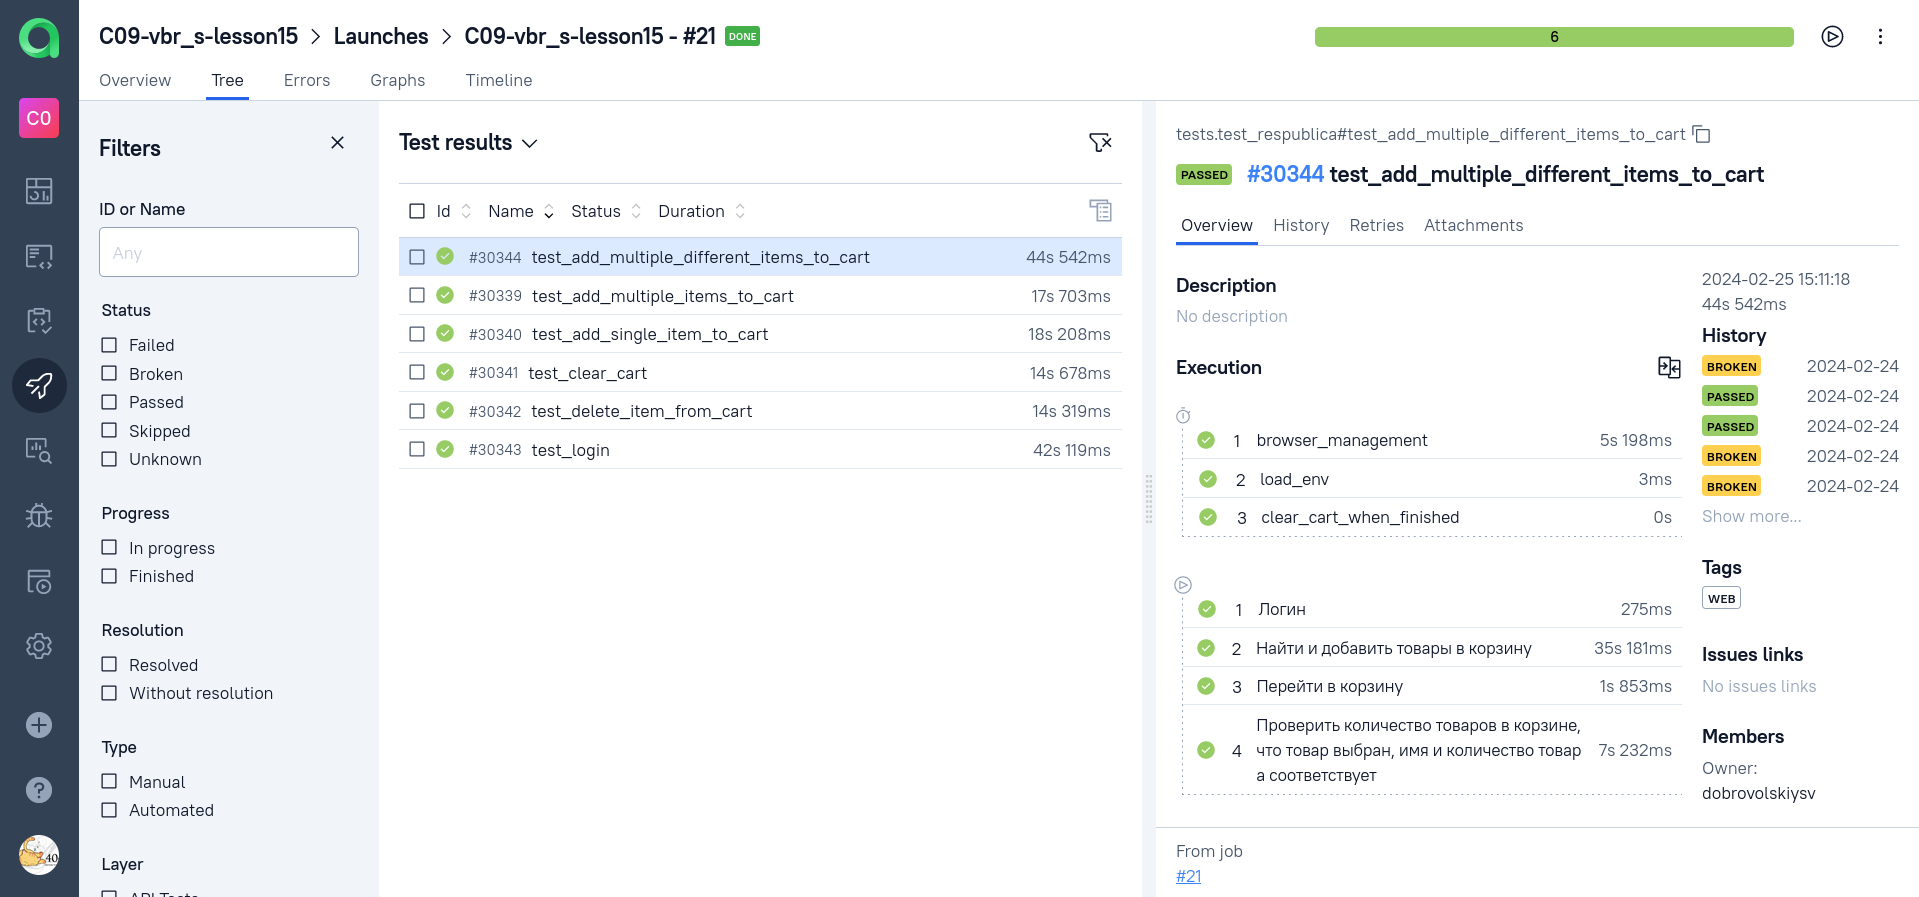 C09-vbr_s-lesson15 > Launches > C09-vbr_s-lesson15 - #21 DONE
6
Overview Tree Errors Graphs Timeline
C0
Filters
ID or Name
Any
Status
Failed
Broken
Passed
Skipped
Unknown
Progress
In progress
Finished
Resolution
Resolved
Without resolution
Type
Manual
Automated
Layer
API Tests
40
Test results
Id Name Status Duration
#30344 test_add_multiple_different_items_to_cart 44s 542ms
#30339 test_add_multiple_items_to_cart 17s 703ms
#30340 test_add_single_item_to_cart 18s 208ms
#30341 test_clear_cart 14s 678ms
#30342 test_delete_item_from_cart 14s 319ms
#30343 test_login 42s 119ms
tests.test_respublica#test_add_multiple_different_items_to_cart
PASSED #30344 test_add_multiple_different_items_to_cart
Overview History Retries Attachments
Description
No description
Execution
1 browser_management 5s 198ms
2 load_env 3ms
3 clear_cart_when_finished 0s
1 Логин 275ms
2 Найти и добавить товары в корзину 35s 181ms
3 Перейти в корзину 1s 853ms
Проверить количество товаров в корзине,
4 что товар выбран, имя и количество товар 7s 232ms
а соответствует
2024-02-25 15:11:18
44s 542ms
History
BROKEN 2024-02-24
PASSED 2024-02-24
PASSED 2024-02-24
BROKEN 2024-02-24
BROKEN 2024-02-24
Show more...
Tags
WEB
Issues links
No issues links
Members
Owner:
dobrovolskiysv
From job
#21